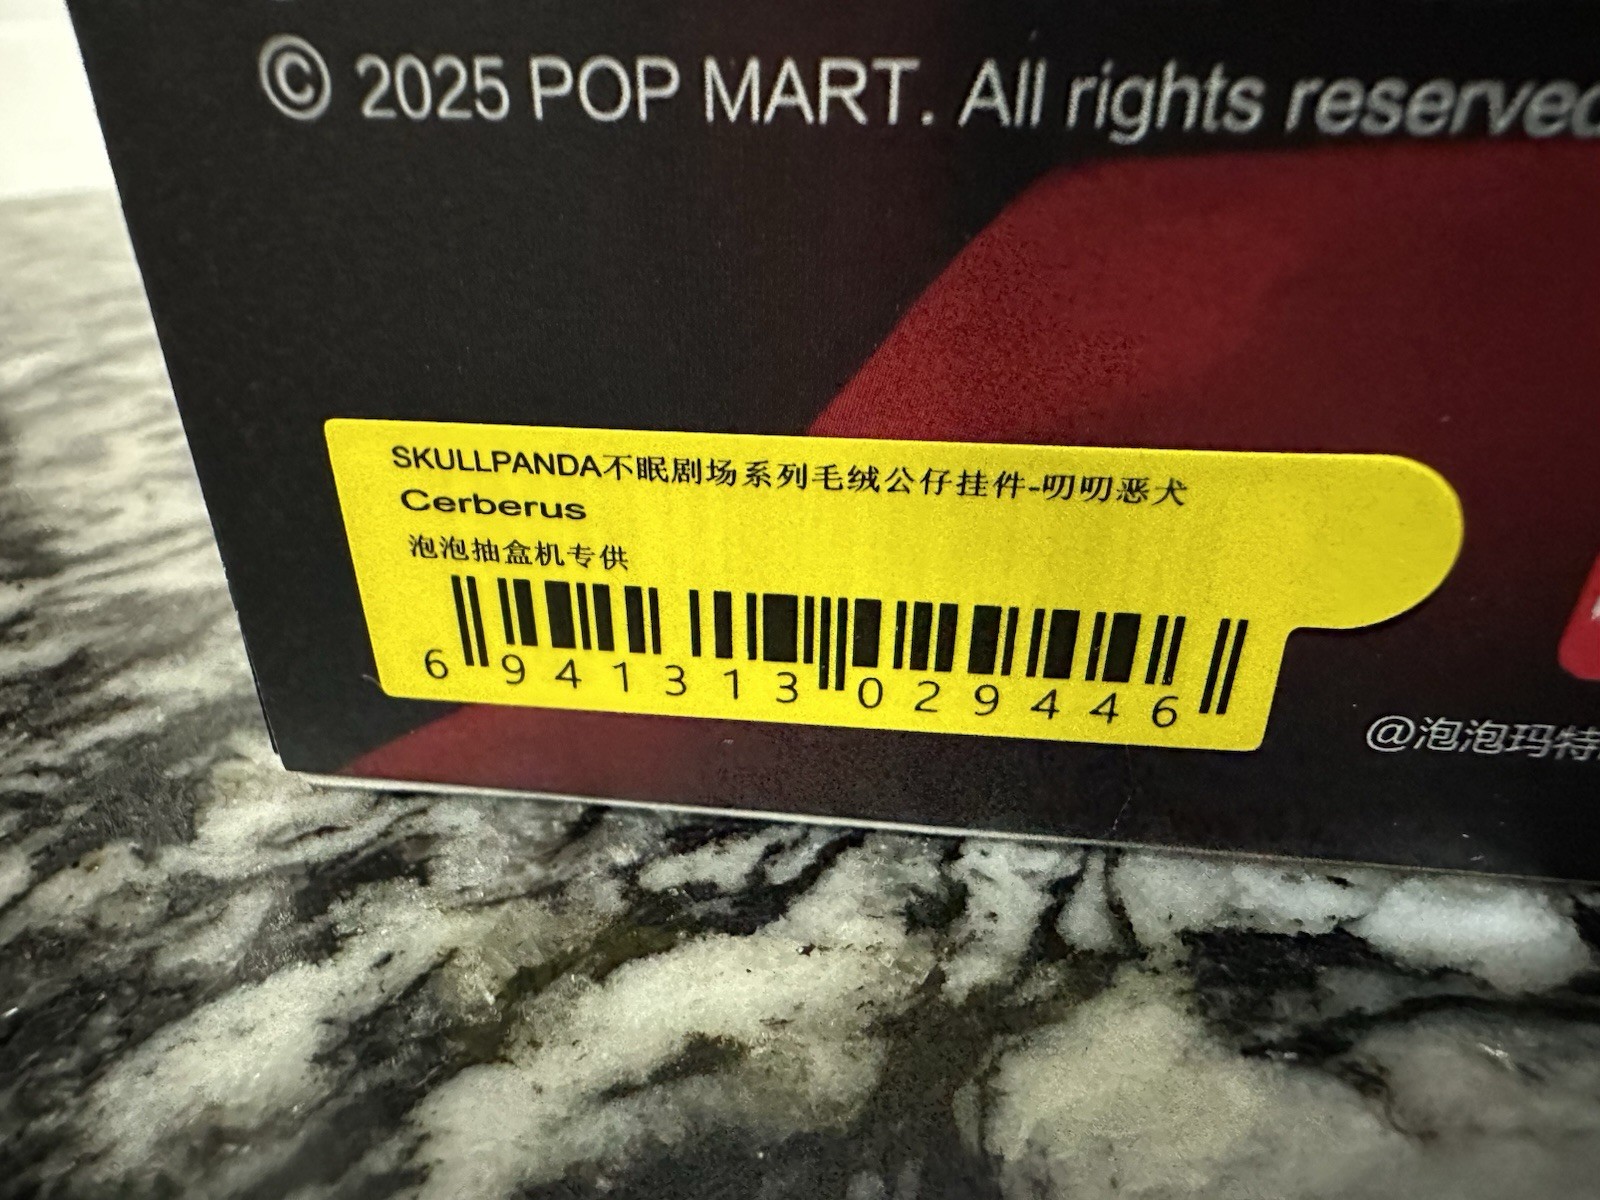 © 2025 POP MART. All rights reserved
SKULLPANDA不眠剧场系列毛绒公仔挂件-叨叨恶犬
Cerberus
泡泡抽盒机专供
6 941313 029446
@泡泡玛特